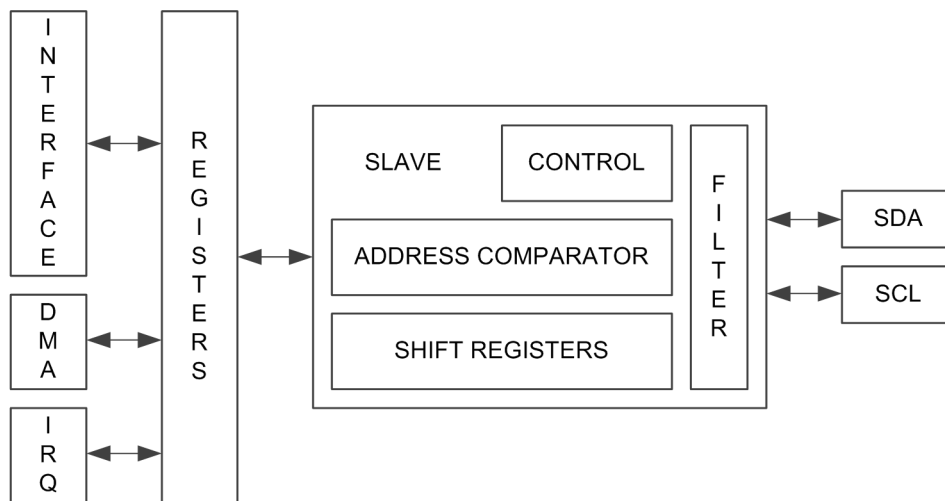 INTERFACE
DMA
IRQ
REGISTERS
SLAVE
CONTROL
ADDRESS COMPARATOR
SHIFT REGISTERS
FILTER
SDA
SCL